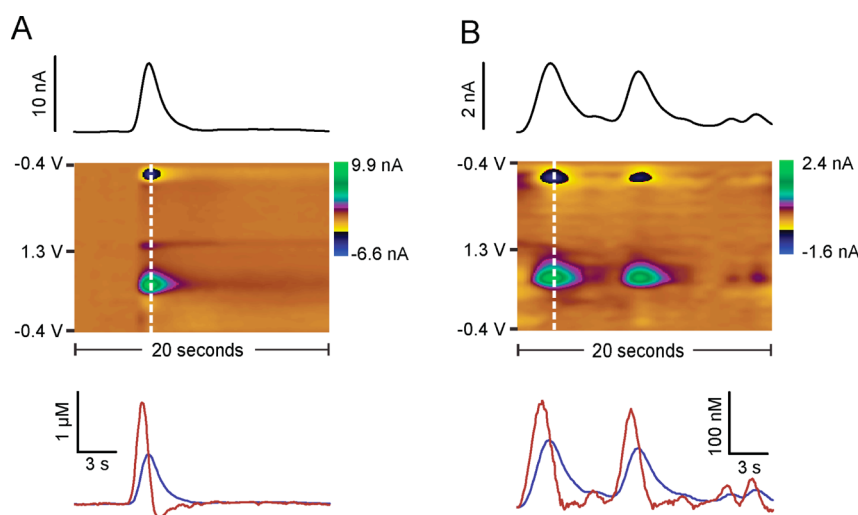 A
10 nA
-0.4 V
1.3 V
-0.4 V
9.9 nA
-6.6 nA
20 seconds
1 µM
3 s
B
2 nA
-0.4 V
1.3 V
-0.4 V
2.4 nA
-1.6 nA
20 seconds
100 nM
3 s